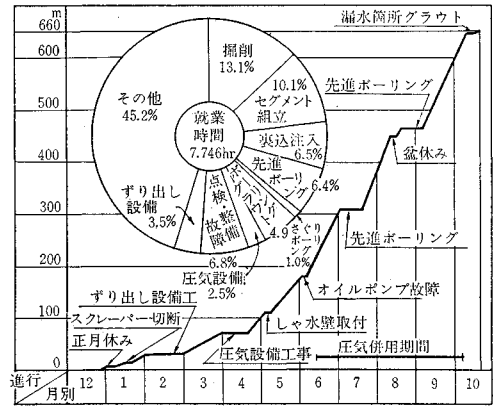 m
660
600
500
400
300
200
100
0
漏水箇所グラウト
先進ボーリング
盆休み
先進ボーリング
オイルポンプ故障
しゃ水壁取付
圧気設備工事
圧気併用期間
ずり出し設備工
スクレーパー切断
正月休み
掘削
13.1%
10.1%
セグメント
組立
裏込注入
6.5%
先進
ボーリング
6.4%
さぐり
ボーリング
1.0%
4.9
圧気設備
2.5%
点検・故障
整備
6.8%
ずり出し
設備
3.5%
その他
45.2%
就業
時間
7.746hr
進行
月別
12 1 2 3 4 5 6 7 8 9 10